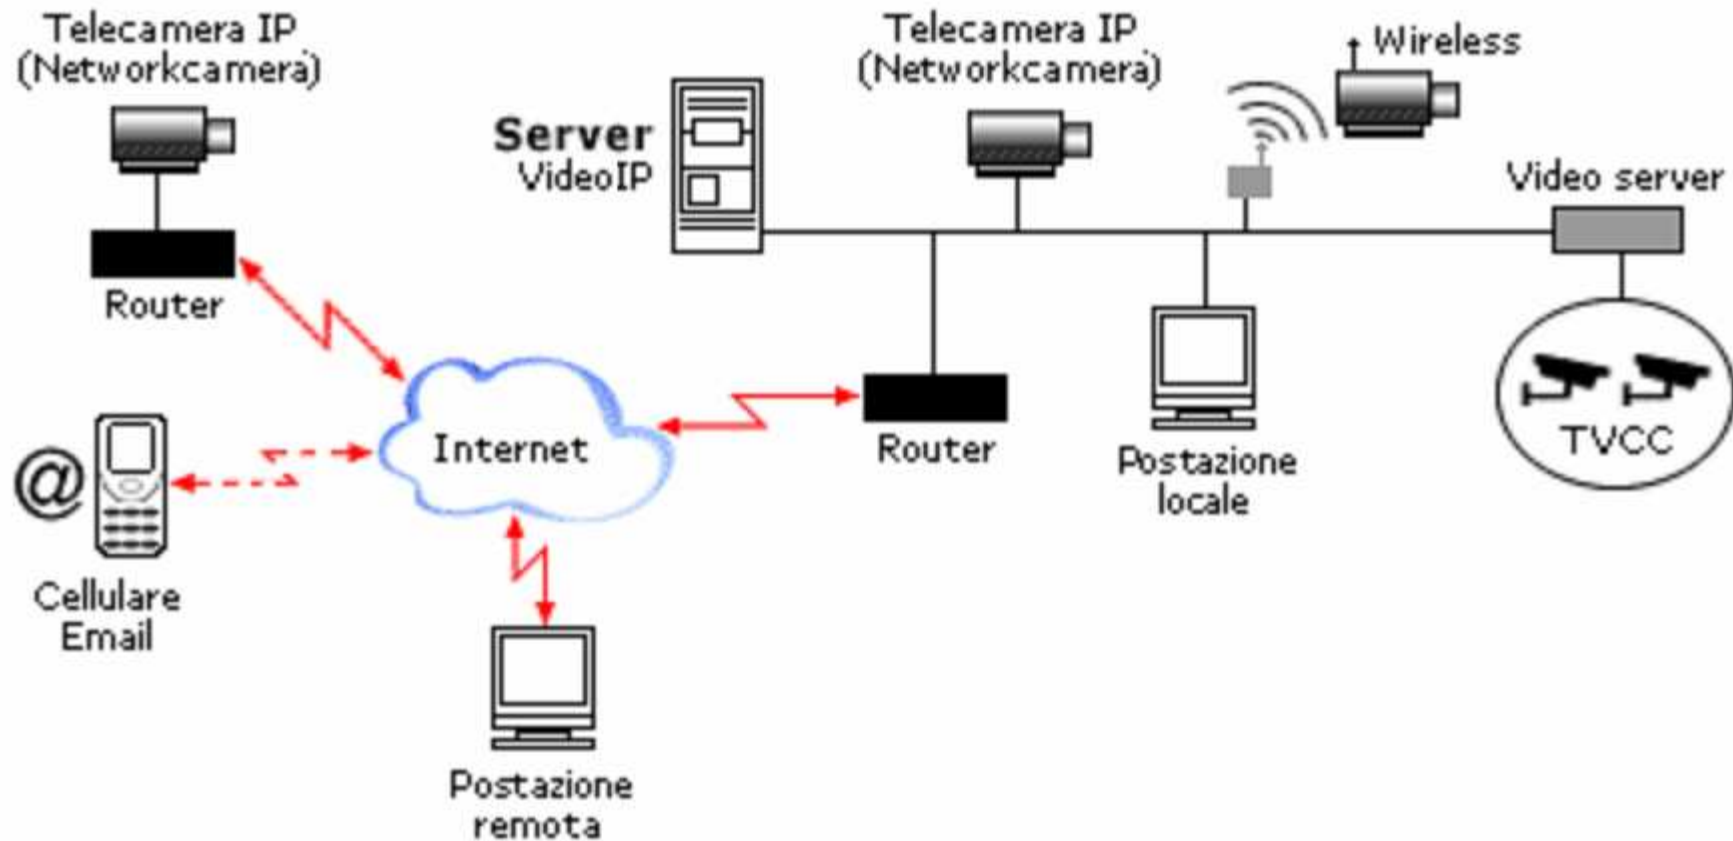 Telecamera IP
(Networkcamera)
Telecamera IP
(Networkcamera)
Wireless
Server
VideoIP
Video server
Router
Internet
Router
Postazione
locale
TVCC
@
Cellulare
Email
Postazione
remota